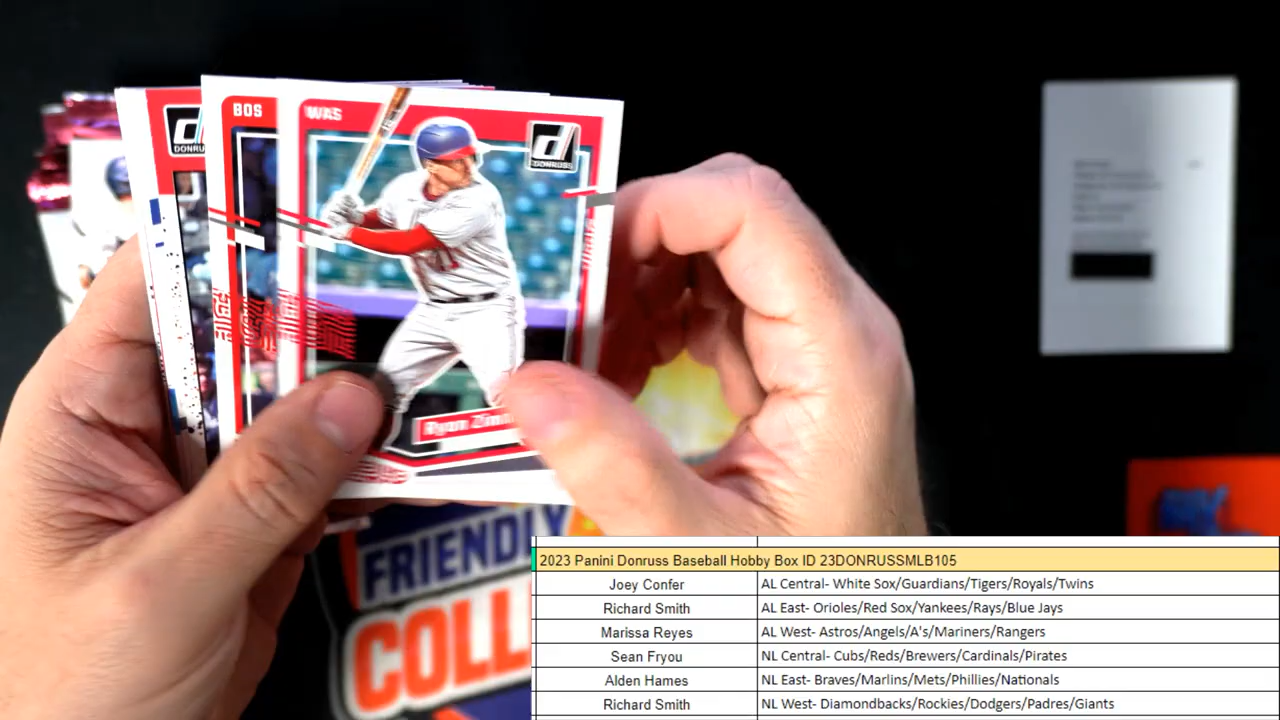 BOS
WAS
d
DONRUSS
d
DONRU
Ryan Zim
FRIENDLY
COLL
2023 Panini Donruss Baseball Hobby Box ID 23DONRUSSMLB105
Joey Confer AL Central- White Sox/Guardians/Tigers/Royals/Twins
Richard Smith AL East- Orioles/Red Sox/Yankees/Rays/Blue Jays
Marissa Reyes AL West- Astros/Angels/A's/Mariners/Rangers
Sean Fryou NL Central- Cubs/Reds/Brewers/Cardinals/Pirates
Alden Hames NL East- Braves/Marlins/Mets/Phillies/Nationals
Richard Smith NL West- Diamondbacks/Rockies/Dodgers/Padres/Giants